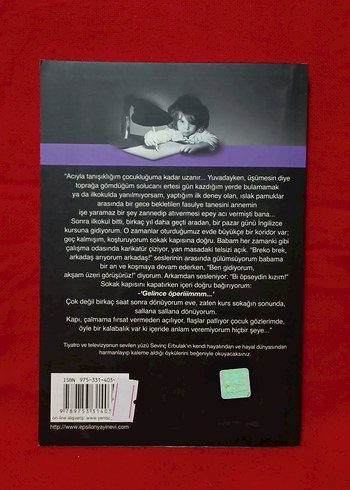 "Acıyla tanışıklığım çocukluğuma kadar uzanır... Yuvadayken, üşümesin diye
toprağa gömdüğüm solucanı ertesi gün kazdığım yerde bulamamak
ya da ilkokulda yanılmıyorsam, yaptığım ilk deney olan, ıslak pamuklar
arasında bir gece bekletilen fasulye tanesini annemin
işe yaramaz bir şey zannedip atıvermesi epey acı vermişti bana...
Sonra ilkokul bitti, birkaç yıl daha geçti aradan, bir pazar günü İngilizce
kursuna gidiyorum. O zamanlar oturduğumuz evde büyükçe bir koridor var;
geç kalmışım, koşturuyorum sokak kapısına doğru. Babam her zamanki gibi
çalışma odasında karikatür çiziyor, yan masadaki telsizi açık. "Breko brek,
arkadaş arıyorum arkadaş!" seslerinin arasında gülümsüyorum babama
bir an ve koşmaya devam ederken, "Ben gidiyorum,
akşam üzeri görüşürüz!" diyorum. Arkamdan sesleniyor: "Bi öpseydin kızım!"
Sokak kapısını kapatırken içeri doğru bağırıyorum:
-"Gelince öperiiimmm..."
Çok değil birkaç saat sonra dönüyorum eve, zaten kurs sokağın sonunda,
sallana sallana dönüyorum.
Kapı, çalmama fırsat vermeden açılıyor, flaşlar patlıyor çocuk gözlerimde,
öyle bir kalabalık var ki içeride anlam veremiyorum hiçbir şeye..."
Tiyatro ve televizyonun sevilen yüzü Sevinç Erbulak'ın kendi hayatından ve hayal dünyasından
harmanlayıp kaleme aldığı öykülerini beğeniyle okuyacaksınız.
ISBN 975-331-403-
9 789753 31403
http://www.epsilonyayinevi.com